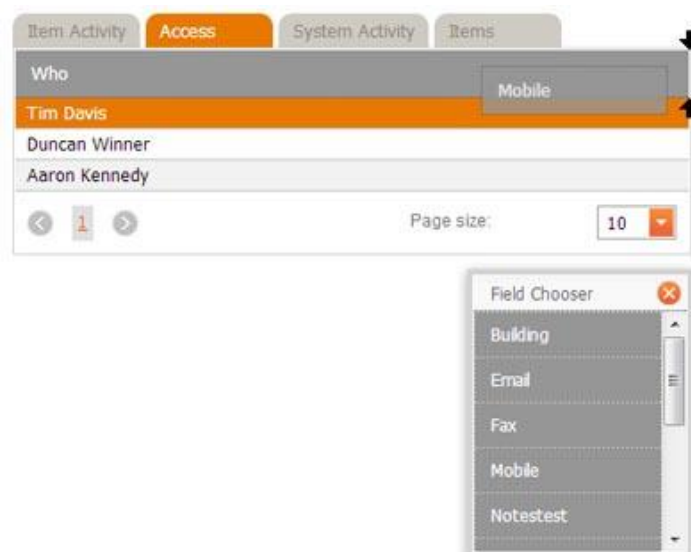 Item Activity Access System Activity Items
Who
Mobile
Tim Davis
Duncan Winner
Aaron Kennedy
1 Page size: 10
Field Chooser
Building
Email
Fax
Mobile
Notestest